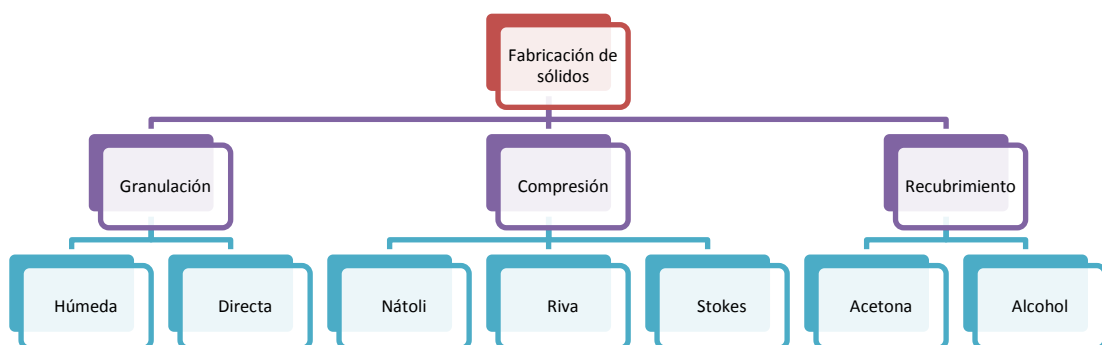 Fabricación de
sólidos
Granulación
Compresión
Recubrimiento
Húmeda
Directa
Nátoli
Riva
Stokes
Acetona
Alcohol